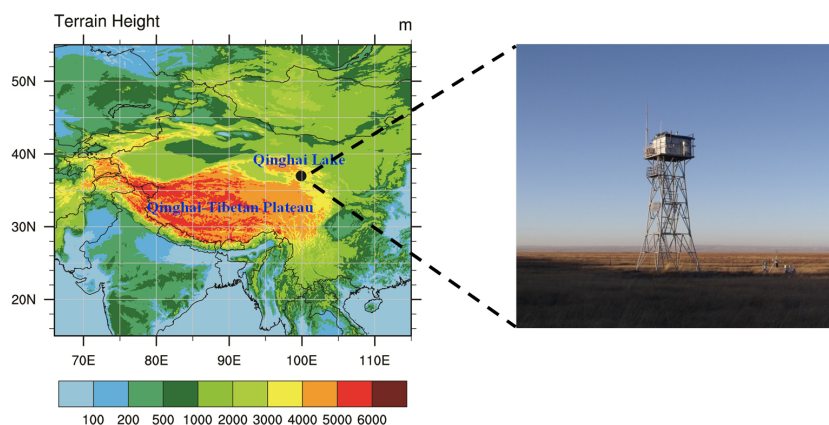 Terrain Height
m
50N
40N
30N
20N
Qinghai Lake
Qinghai-Tibetan Plateau
70E 80E 90E 100E 110E
100 200 500 1000 2000 3000 4000 5000 6000